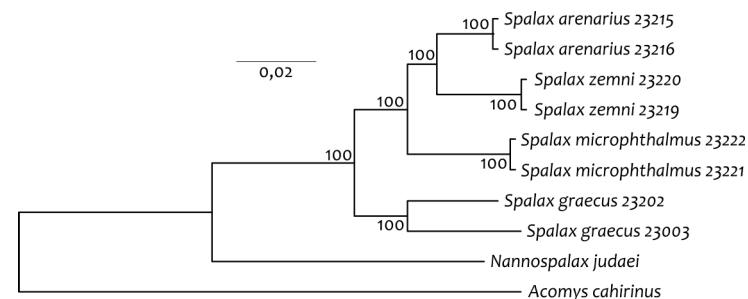 100 Spalax arenarius 23215
100 Spalax arenarius 23216
0,02
Spalax zemni 23220
100
100 Spalax zemni 23219
Spalax microphthalmus 23222
100
100 Spalax microphthalmus 23221
Spalax graecus 23202
100 Spalax graecus 23003
Nannospalax judaei
Acomys cahirinus